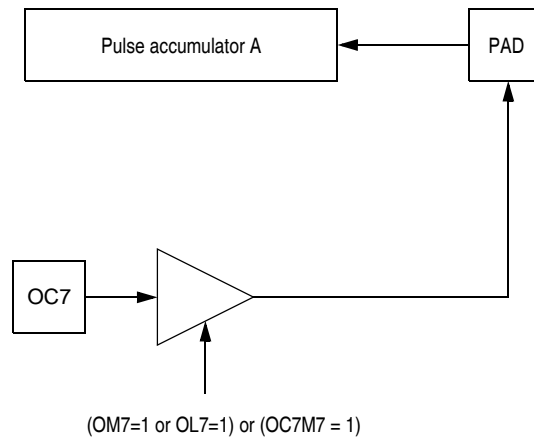 Pulse accumulator A
PAD
OC7
(OM7=1 or OL7=1) or (OC7M7 = 1)